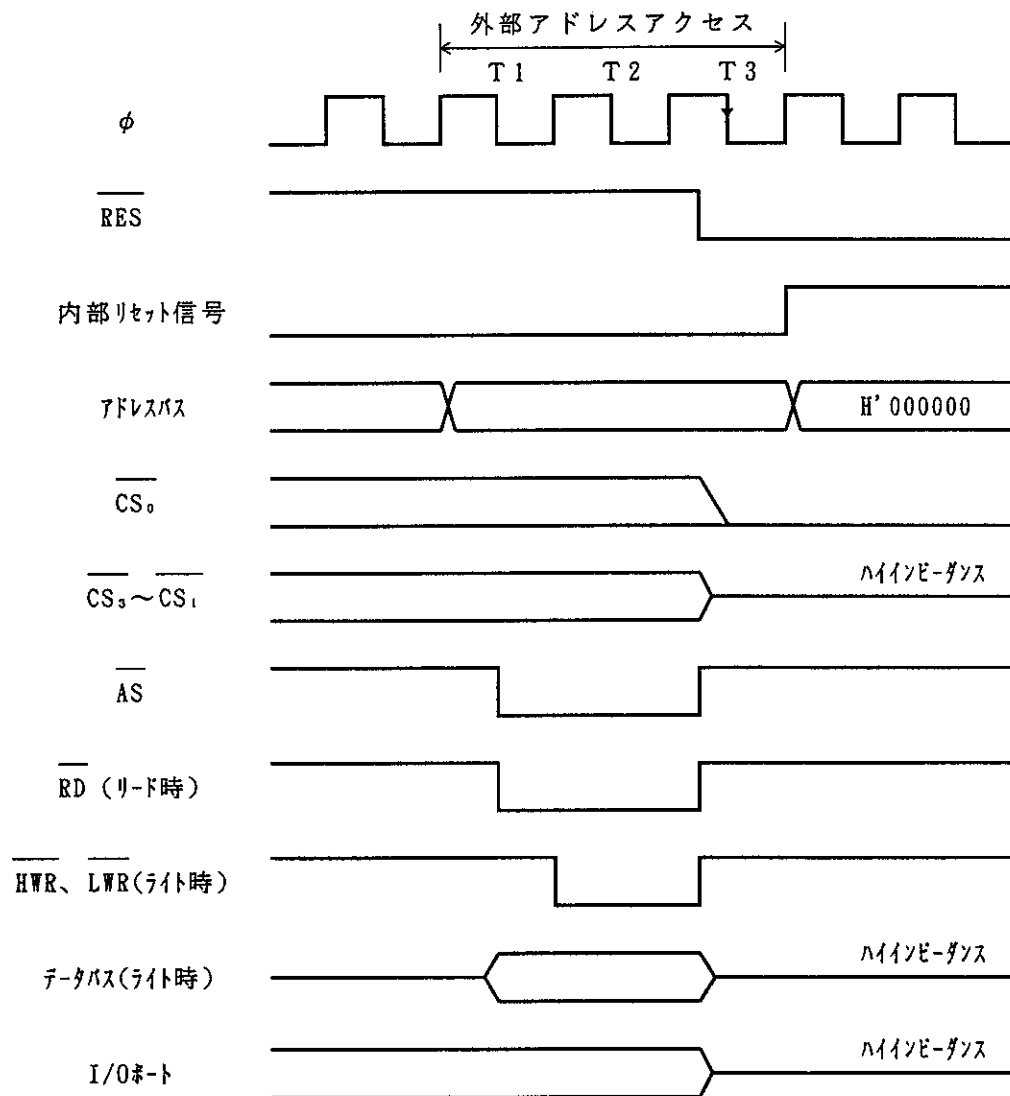 外部アドレスアクセス
T1 T2 T3
φ
RES
内部リセット信号
アドレスバス
H'000000
CS₀
CS₃～CS₁
ハイインピーダンス
AS
RD (リード時)
HWR、LWR(ライト時)
データバス(ライト時)
ハイインピーダンス
I/Oポート
ハイインピーダンス